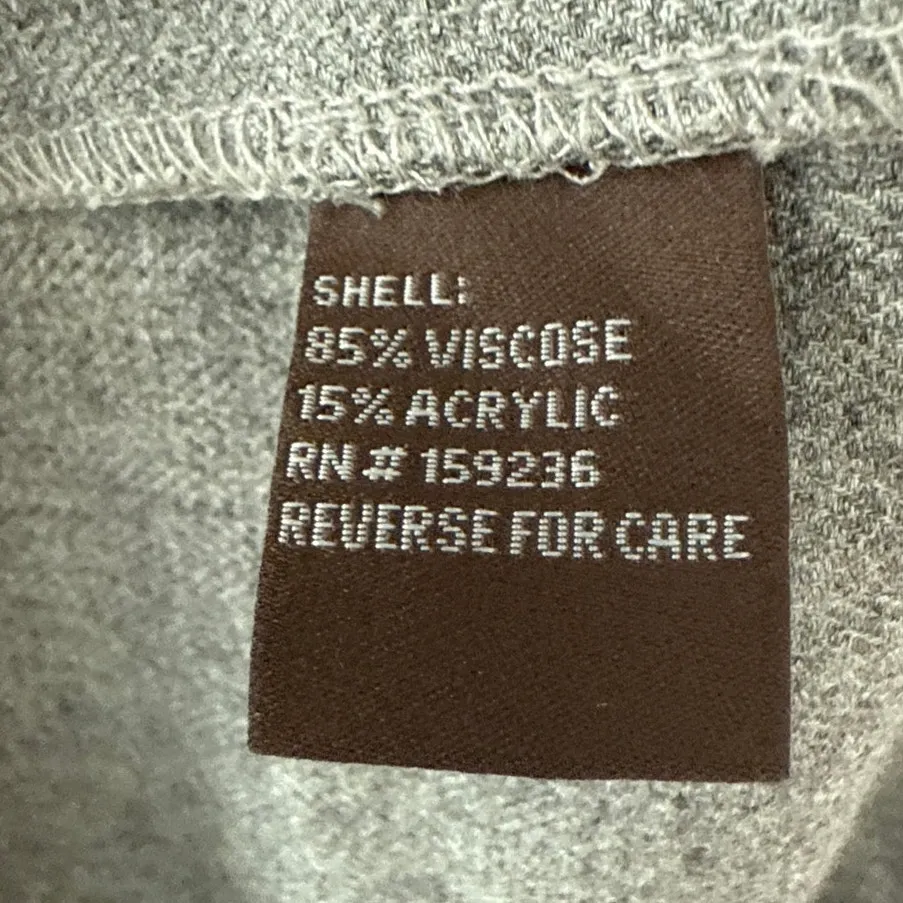 SHELL:
85% VISCOSE
15% ACRYLIC
RN # 159236
REVERSE FOR CARE